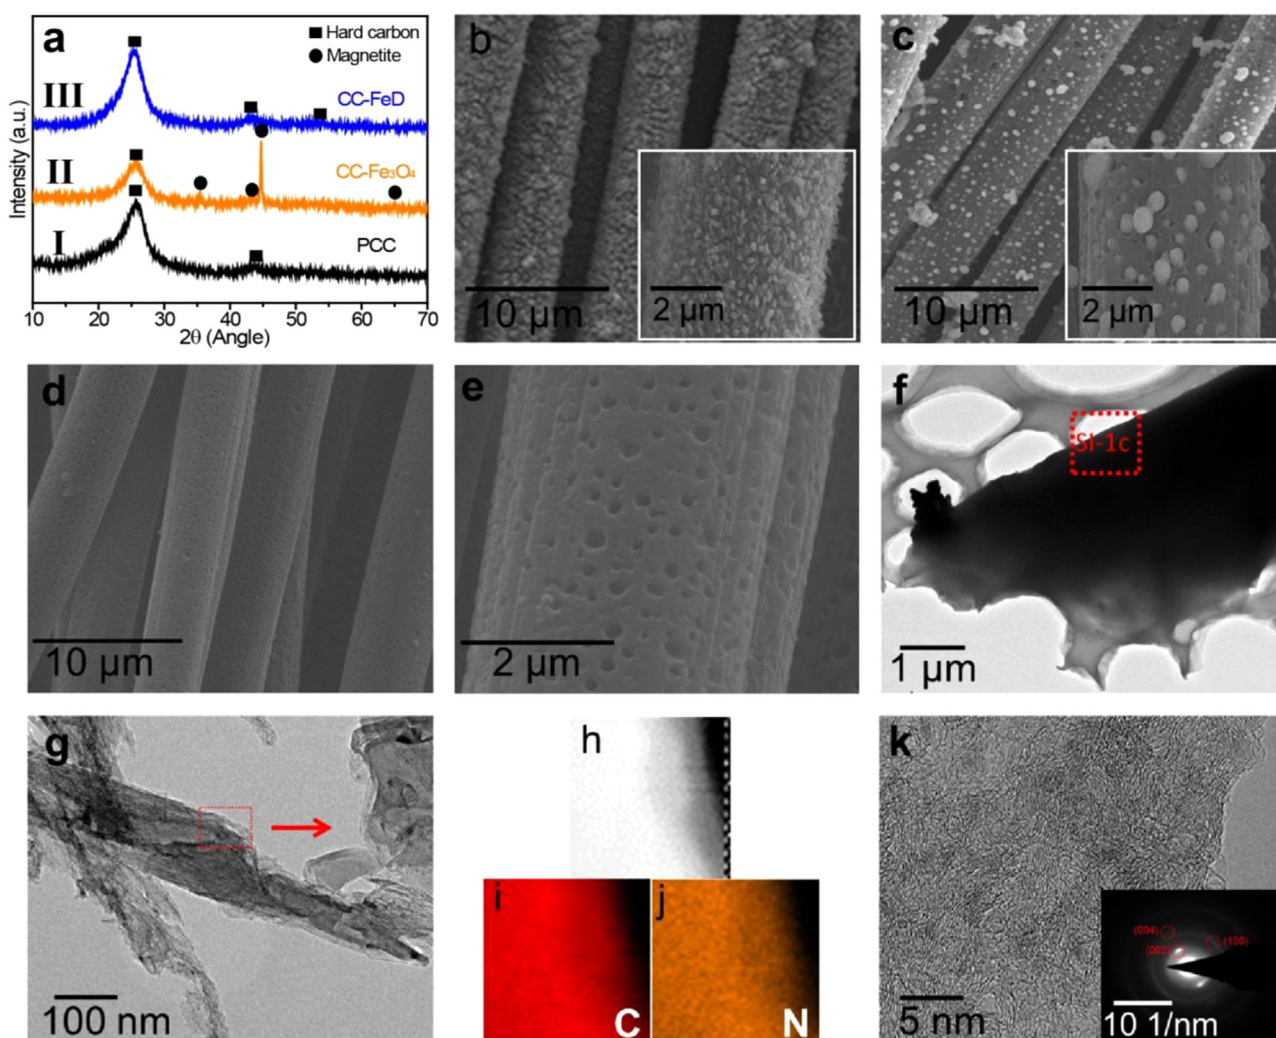 a
■ Hard carbon
● Magnetite
III
CC-FeD
II
CC-Fe₃O₄
I
PCC
Intensity (a.u.)
10 20 30 40 50 60 70
2θ (Angle)
b
10 µm
2 µm
c
10 µm
2 µm
d
10 µm
e
2 µm
f
SI-1c
1 µm
g
100 nm
h
i
C
j
N
k
5 nm
(004)
(002)
(100)
10 1/nm